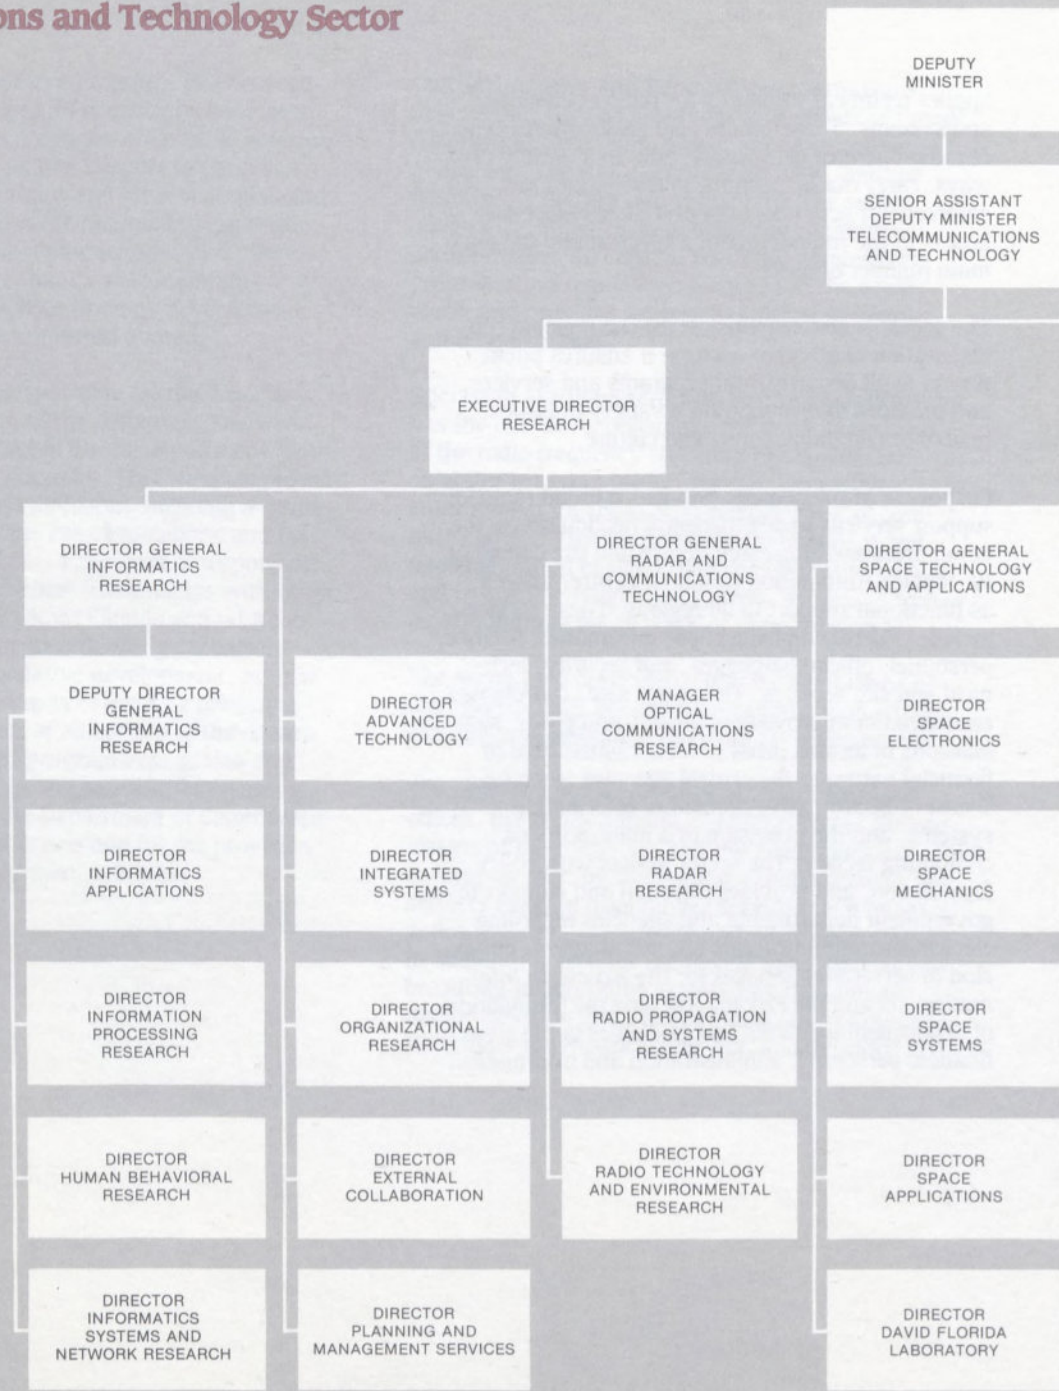 ons and Technology Sector
DEPUTY
MINISTER
SENIOR ASSISTANT
DEPUTY MINISTER
TELECOMMUNICATIONS
AND TECHNOLOGY
EXECUTIVE DIRECTOR
RESEARCH
DIRECTOR GENERAL
INFORMATICS
RESEARCH
DIRECTOR GENERAL
RADAR AND
COMMUNICATIONS
TECHNOLOGY
DIRECTOR GENERAL
SPACE TECHNOLOGY
AND APPLICATIONS
DEPUTY DIRECTOR
GENERAL
INFORMATICS
RESEARCH
DIRECTOR
ADVANCED
TECHNOLOGY
MANAGER
OPTICAL
COMMUNICATIONS
RESEARCH
DIRECTOR
SPACE
ELECTRONICS
DIRECTOR
INFORMATICS
APPLICATIONS
DIRECTOR
INTEGRATED
SYSTEMS
DIRECTOR
RADAR
RESEARCH
DIRECTOR
SPACE
MECHANICS
DIRECTOR
INFORMATION
PROCESSING
RESEARCH
DIRECTOR
ORGANIZATIONAL
RESEARCH
DIRECTOR
RADIO PROPAGATION
AND SYSTEMS
RESEARCH
DIRECTOR
SPACE
SYSTEMS
DIRECTOR
HUMAN BEHAVIORAL
RESEARCH
DIRECTOR
EXTERNAL
COLLABORATION
DIRECTOR
RADIO TECHNOLOGY
AND ENVIRONMENTAL
RESEARCH
DIRECTOR
SPACE
APPLICATIONS
DIRECTOR
INFORMATICS
SYSTEMS AND
NETWORK RESEARCH
DIRECTOR
PLANNING AND
MANAGEMENT SERVICES
DIRECTOR
DAVID FLORIDA
LABORATORY